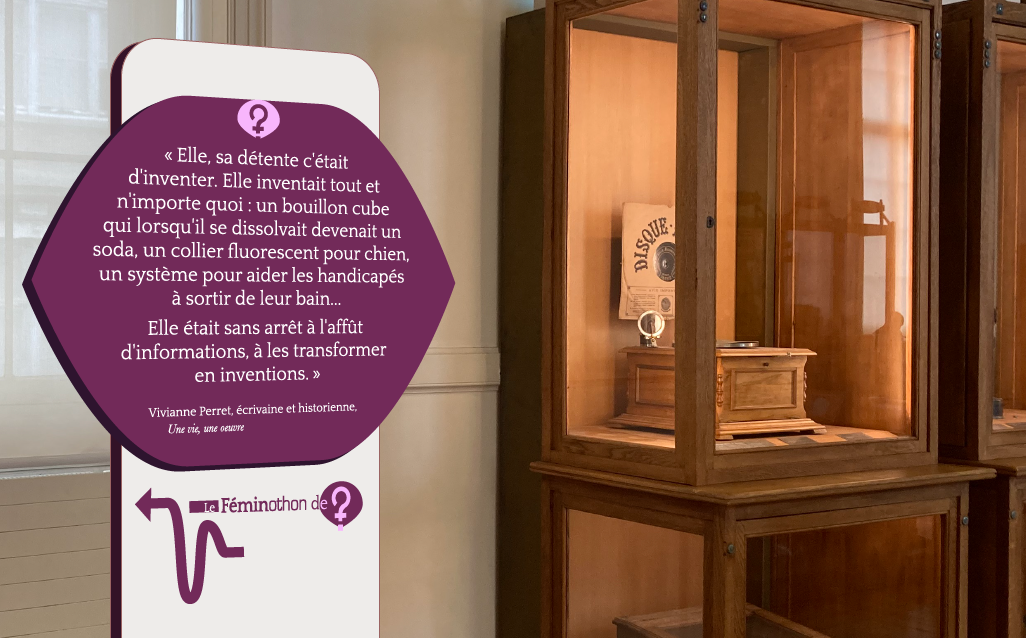 « Elle, sa détente c'était
d'inventer. Elle inventait tout et
n'importe quoi : un bouillon cube
qui lorsqu'il se dissolvait devenait un
soda, un collier fluorescent pour chien,
un système pour aider les handicapés
à sortir de leur bain...
Elle était sans arrêt à l'affût
d'informations, à les transformer
en inventions. »
Vivianne Perret, écrivaine et historienne,
Une vie, une oeuvre
Le Féminothon de
DISQUE